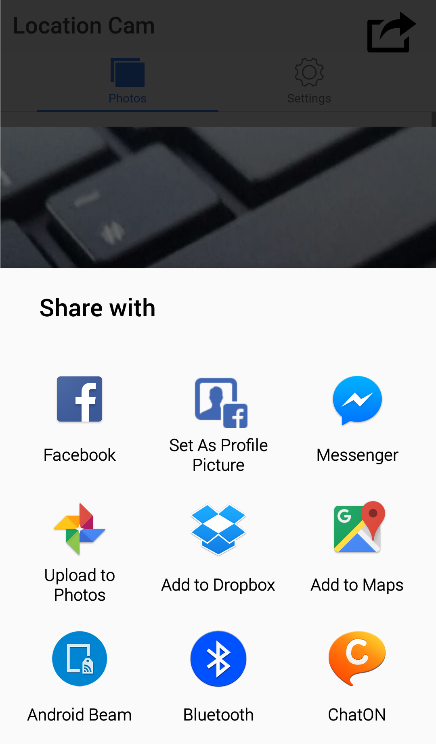 Location Cam
Photos
Settings
Share with
Facebook
Set As Profile
Picture
Messenger
Upload to
Photos
Add to Dropbox
Add to Maps
Android Beam
Bluetooth
ChatON